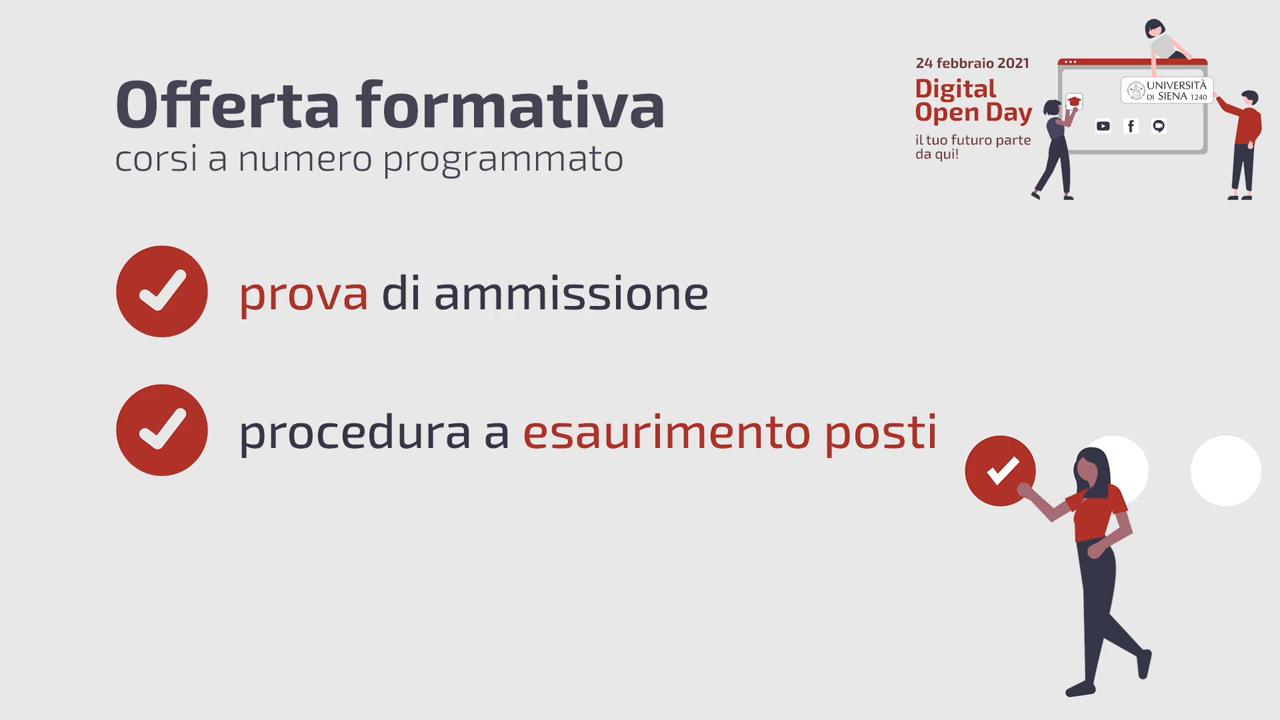 Offerta formativa
corsi a numero programmato
24 febbraio 2021
Digital
Open Day
il tuo futuro parte
da qui!
UNIVERSITÀ
DI SIENA 1240
prova di ammissione
procedura a esaurimento posti